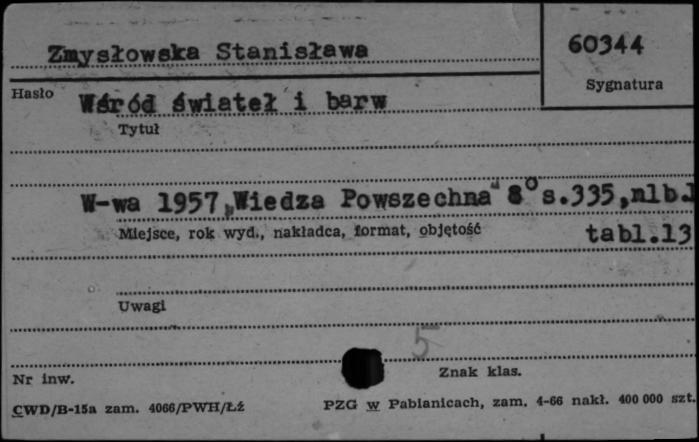 Zmysłowska Stanisława
60344
Sygnatura
Hasło
Wśród świateł i barw
Tytuł
W-wa 1957 „Wiedza Powszechna" 8° s.335,nlb.1
Miejsce, rok wyd., nakładca, format, objętość
tabl.13
Uwagi
5
Nr inw.
Znak klas.
CWD/B-15a zam. 4066/PWH/Łż
PZG w Pabianicach, zam. 4-66 nakł. 400 000 szt.